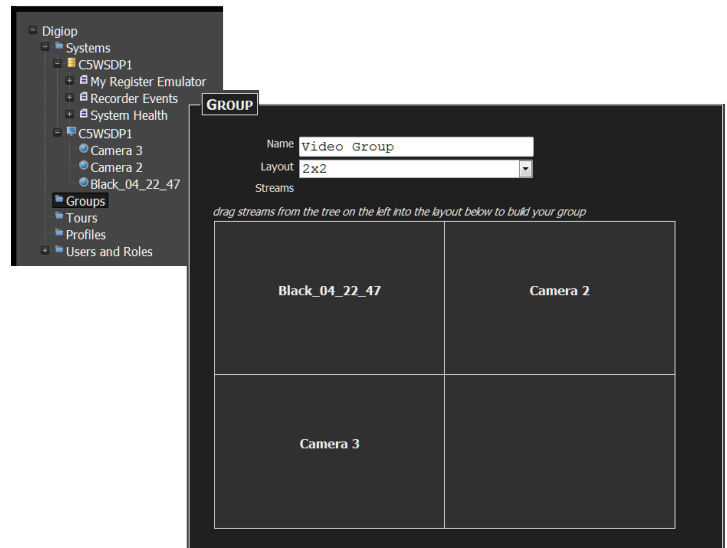 Digiop
Systems
C5WSDP1
My Register Emulator
Recorder Events
System Health
C5WSDP1
Camera 3
Camera 2
Black_04_22_47
Groups
Tours
Profiles
Users and Roles
GROUP
Name Video Group
Layout 2x2
Streams
drag streams from the tree on the left into the layout below to build your group
Black_04_22_47 Camera 2
Camera 3